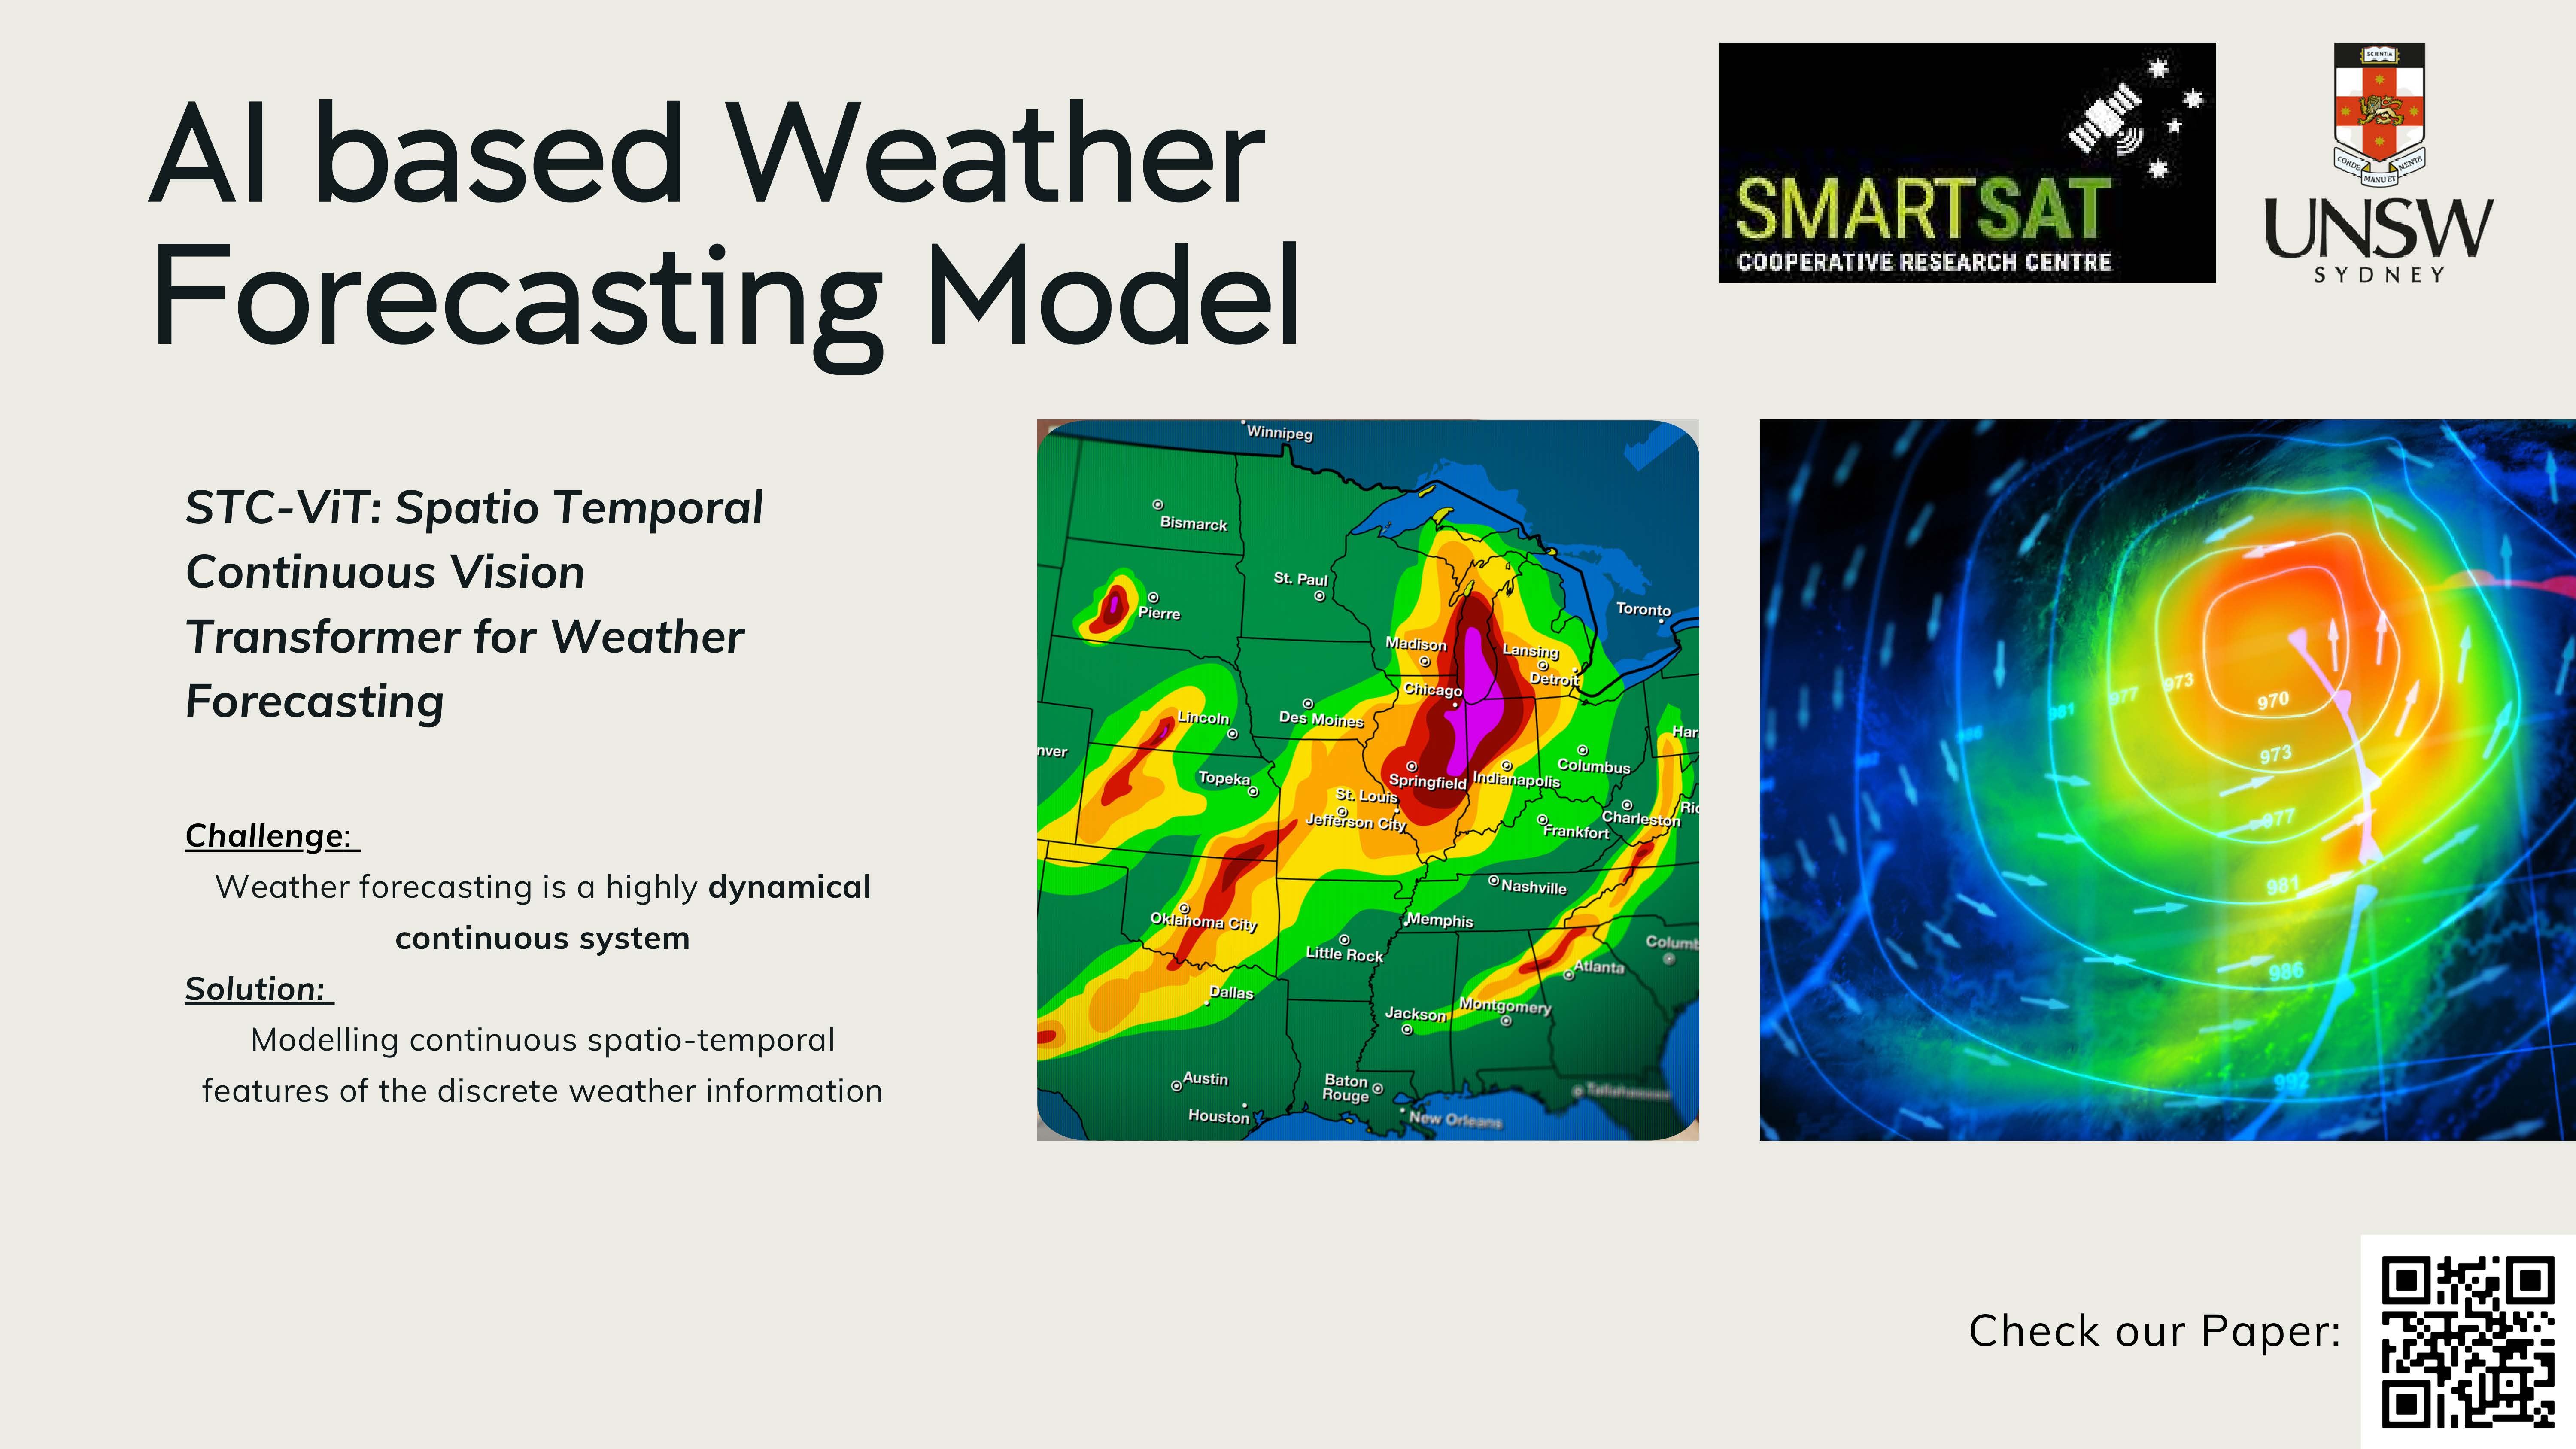 AI based Weather
Forecasting Model
SMARTSAT
COOPERATIVE RESEARCH CENTRE
SCIENTIA
CORDE
MANU ET
MENTE
UNSW
SYDNEY
STC-ViT: Spatio Temporal
Continuous Vision
Transformer for Weather
Forecasting
Challenge:
Weather forecasting is a highly dynamical
continuous system
Solution:
Modelling continuous spatio-temporal
features of the discrete weather information
Winnipeg
Bismarck
St. Paul
Pierre
Toronto
Madison
Lansing
Detroit
Chicago
Lincoln
Des Moines
nver
Har
Columbus
Topeka
Springfield
Indianapolis
St. Louis
Jefferson City
Charleston
Ric
Frankfort
Nashville
Oklahoma City
Memphis
Little Rock
Columb
Atlanta
Dallas
Montgomery
Jackson
Austin
Baton
Rouge
Tallahassee
Houston
New Orleans
973
977
981
986
970
973
977
981
986
992
Check our Paper: